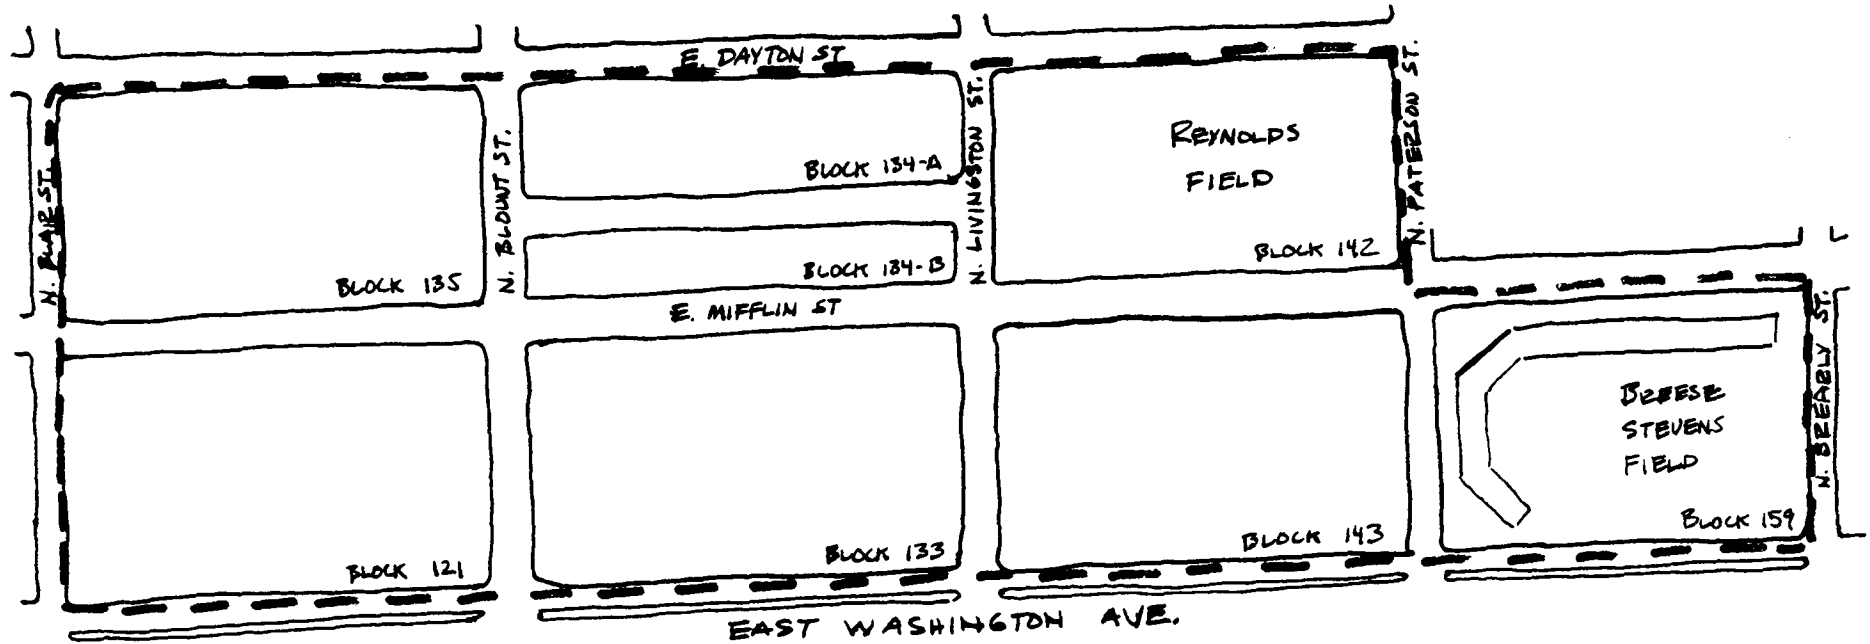 E. DAYTON ST
N. BLAIR ST.
N. BLOUNT ST.
N. LIVINGSTON ST.
N. PATERSON ST.
REYNOLDS
FIELD
BLOCK 134-A
BLOCK 142
BLOCK 134-B
BLOCK 135
E. MIFFLIN ST
N. BREARLY ST.
BREESE
STEVENS
FIELD
BLOCK 159
BLOCK 143
BLOCK 133
BLOCK 121
EAST WASHINGTON AVE.